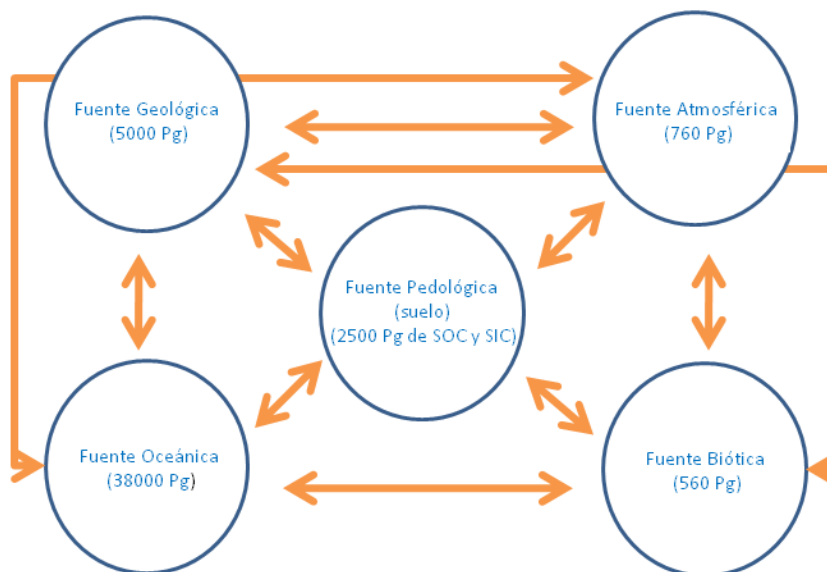 Fuente Geológica
(5000 Pg)
Fuente Atmosférica
(760 Pg)
Fuente Pedológica
(suelo)
(2500 Pg de SOC y SIC)
Fuente Oceánica
(38000 Pg)
Fuente Biótica
(560 Pg)